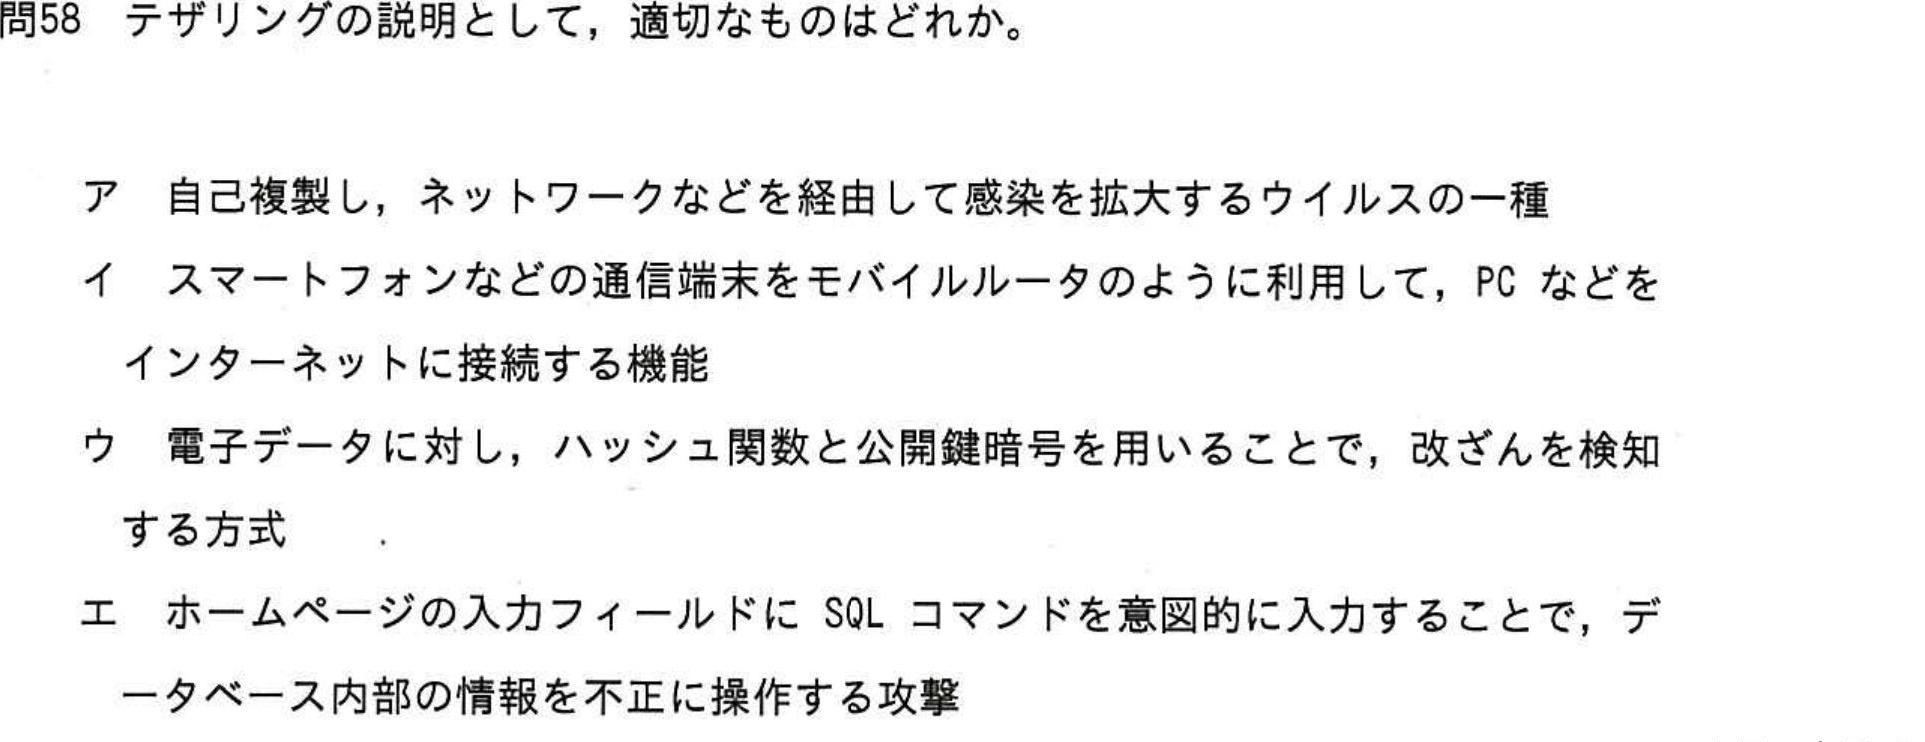 問58　テザリングの説明として，適切なものはどれか。
ア　自己複製し，ネットワークなどを経由して感染を拡大するウイルスの一種
イ　スマートフォンなどの通信端末をモバイルルータのように利用して，PC などを
インターネットに接続する機能
ウ　電子データに対し，ハッシュ関数と公開鍵暗号を用いることで，改ざんを検知
する方式
エ　ホームページの入力フィールドに SQL コマンドを意図的に入力することで，デ
ータベース内部の情報を不正に操作する攻撃